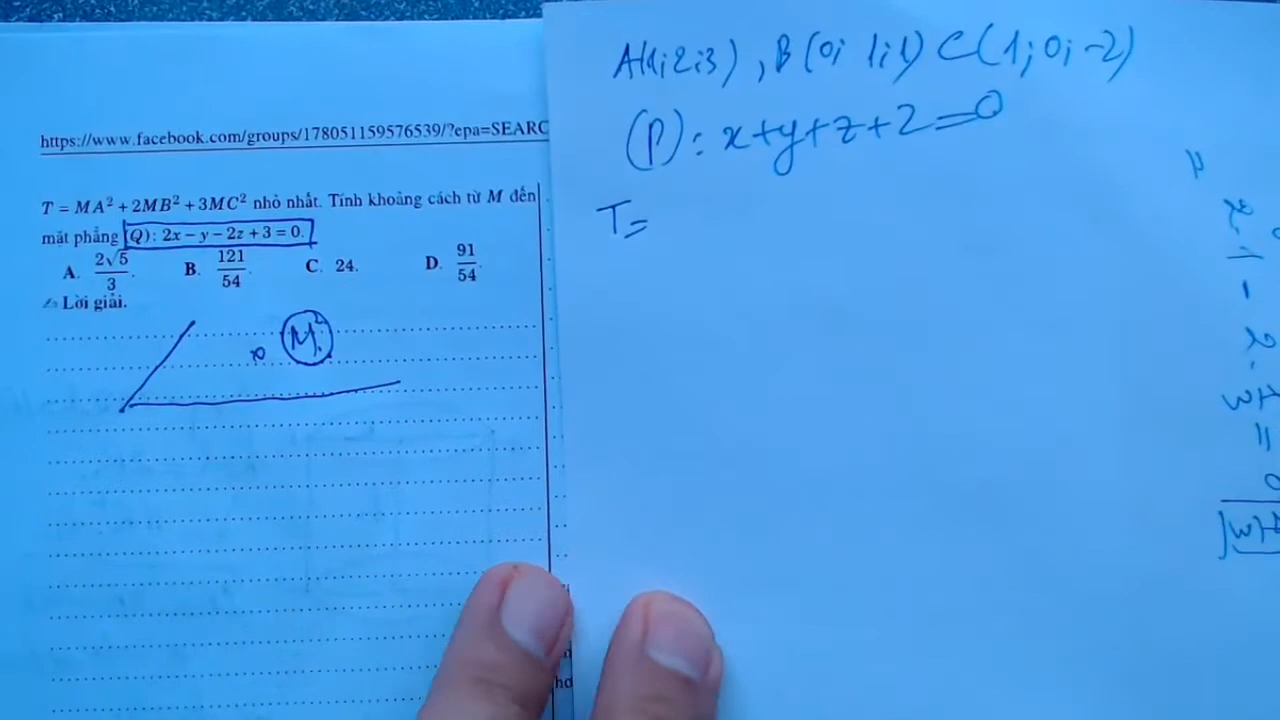 https://www.facebook.com/groups/178051159576539/?epa=SEARC
T = MA² + 2MB² + 3MC² nhỏ nhất. Tính khoảng cách từ M đến
mặt phẳng (Q): 2x − y − 2z + 3 = 0.
A. 2√5/3. B. 121/54. C. 24. D. 91/54.
Lời giải.
M
A(1;2;3), B(0; 1;1) C(1;0;-2)
(P): x+y+z+2=0
T=